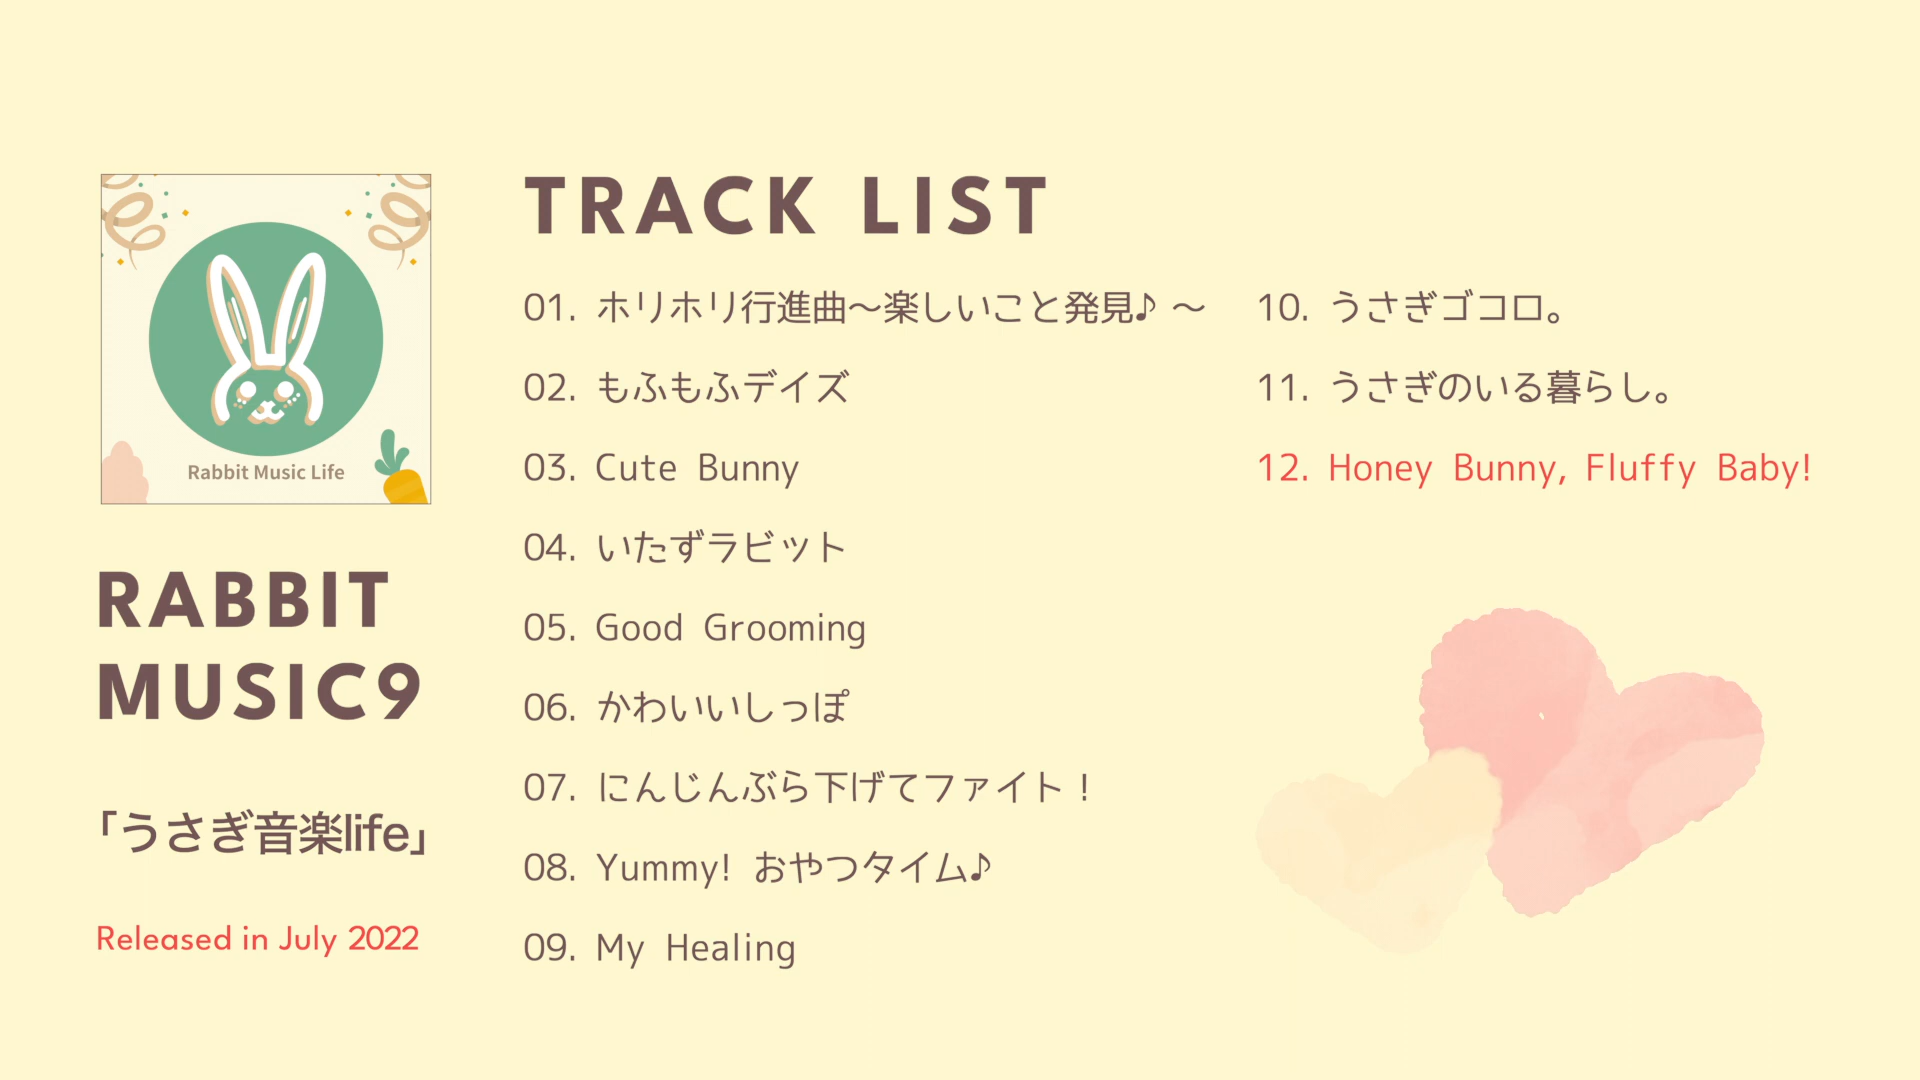 Rabbit Music Life
RABBIT
MUSIC9
「うさぎ音楽life」
Released in July 2022
TRACK LIST
01. ホリホリ行進曲〜楽しいこと発見♪ 〜
02. もふもふデイズ
03. Cute Bunny
04. いたずラビット
05. Good Grooming
06. かわいいしっぽ
07. にんじんぶら下げてファイト！
08. Yummy! おやつタイム♪
09. My Healing
10. うさぎゴコロ。
11. うさぎのいる暮らし。
12. Honey Bunny, Fluffy Baby!